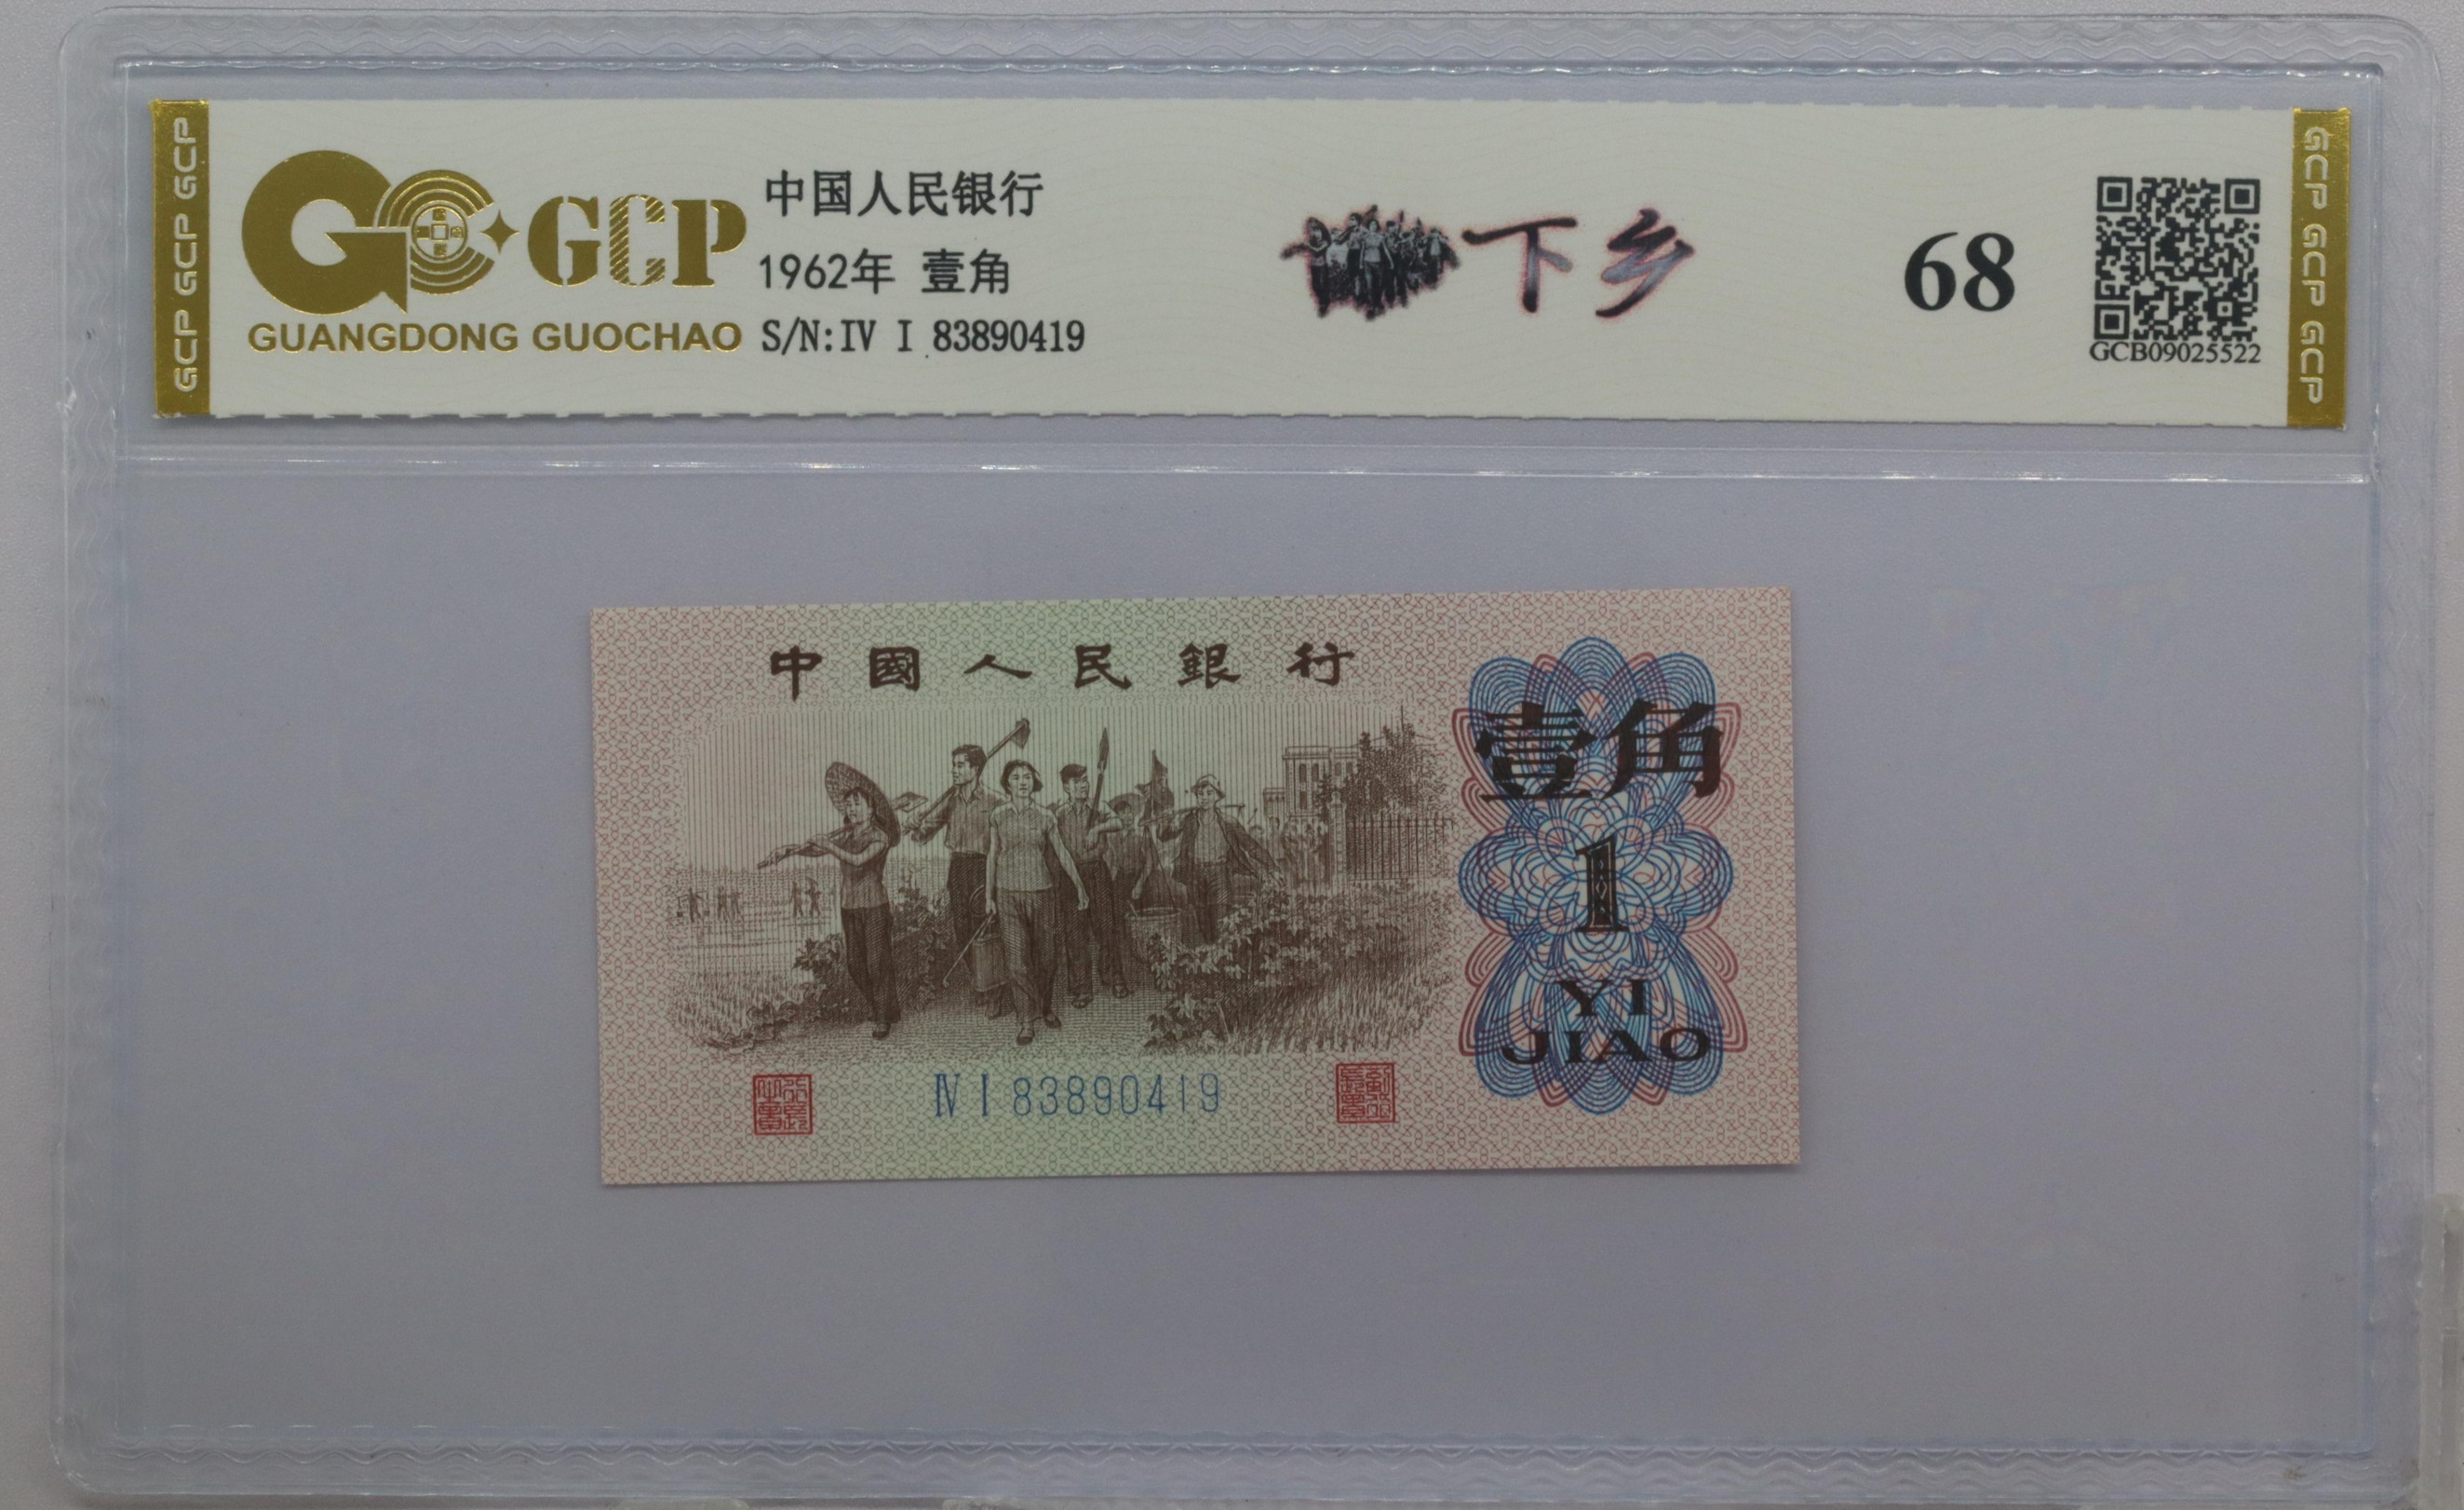 GCP GCP GCP
GCP
GUANGDONG GUOCHAO
中国人民银行
1962年 壹角
S/N:IV I 83890419
下乡
68
GCB09025522
GCP GCP GCP
中國人民銀行
壹角
1
YI
JIAO
IV I 83890419